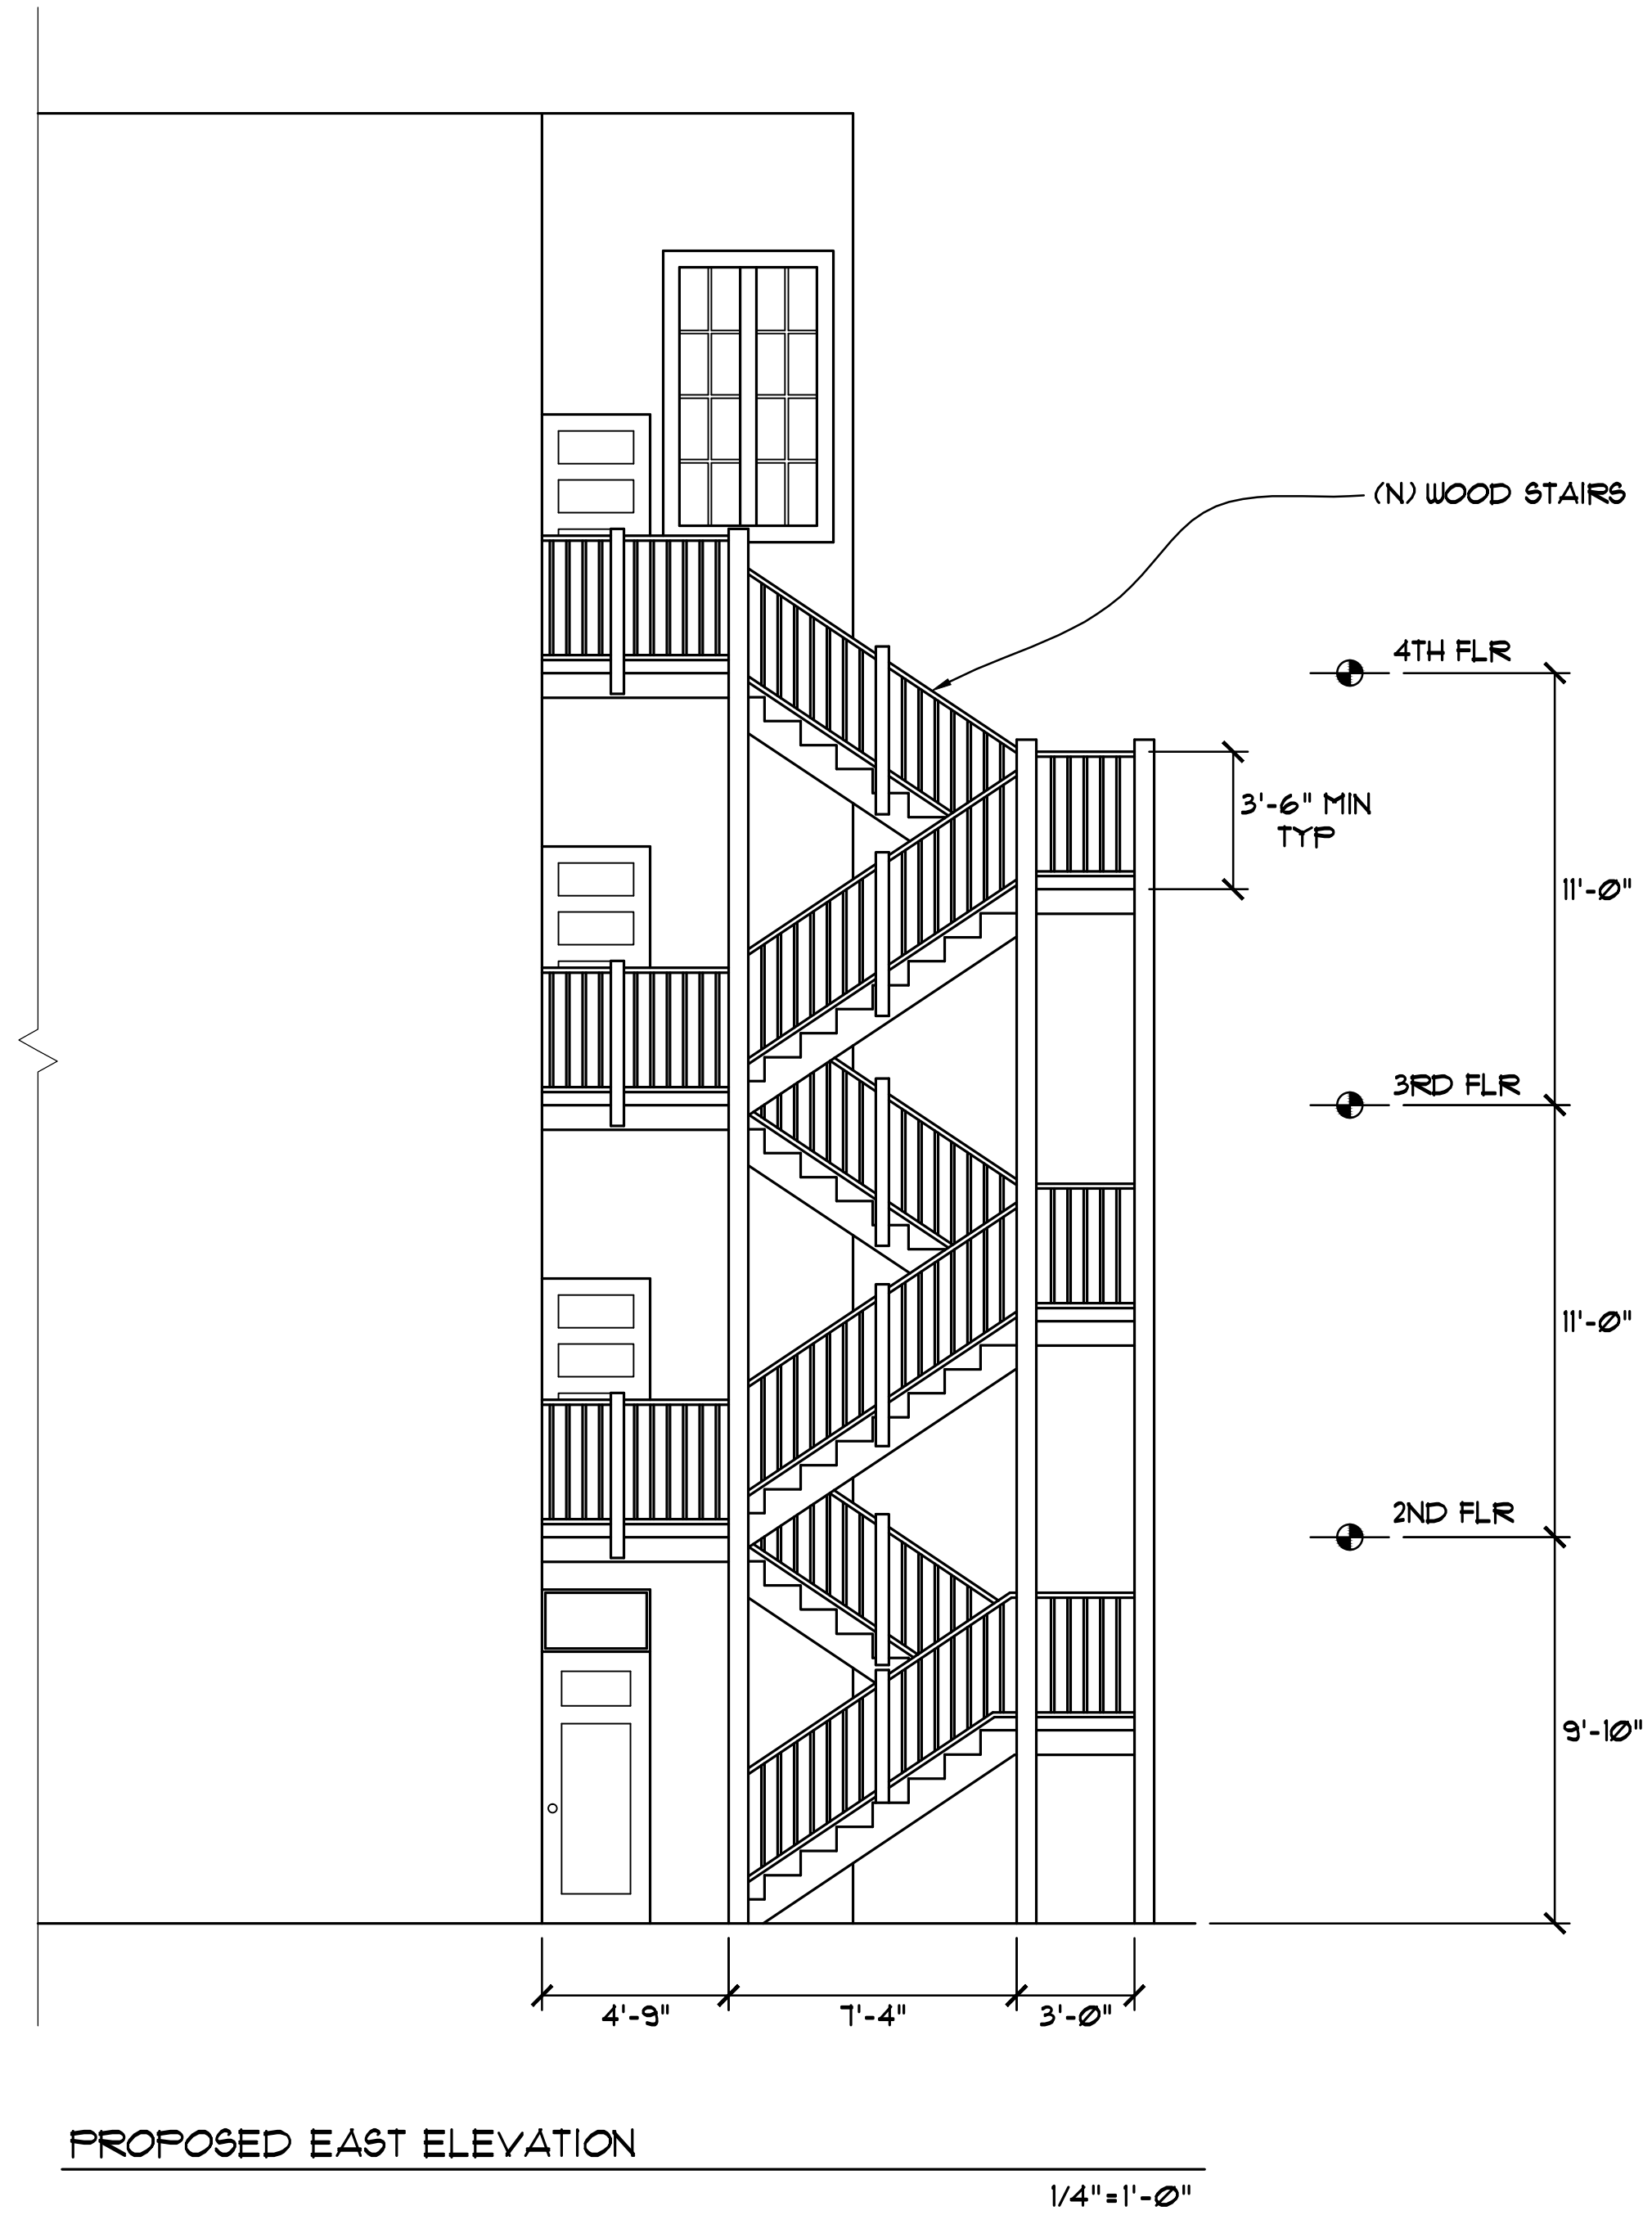 (N) WOOD STAIRS
4TH FLR
3'-6" MIN
TYP
11'-0"
3RD FLR
11'-0"
2ND FLR
9'-10"
4'-9"
7'-4"
3'-0"
PROPOSED EAST ELEVATION
1/4"=1'-0"